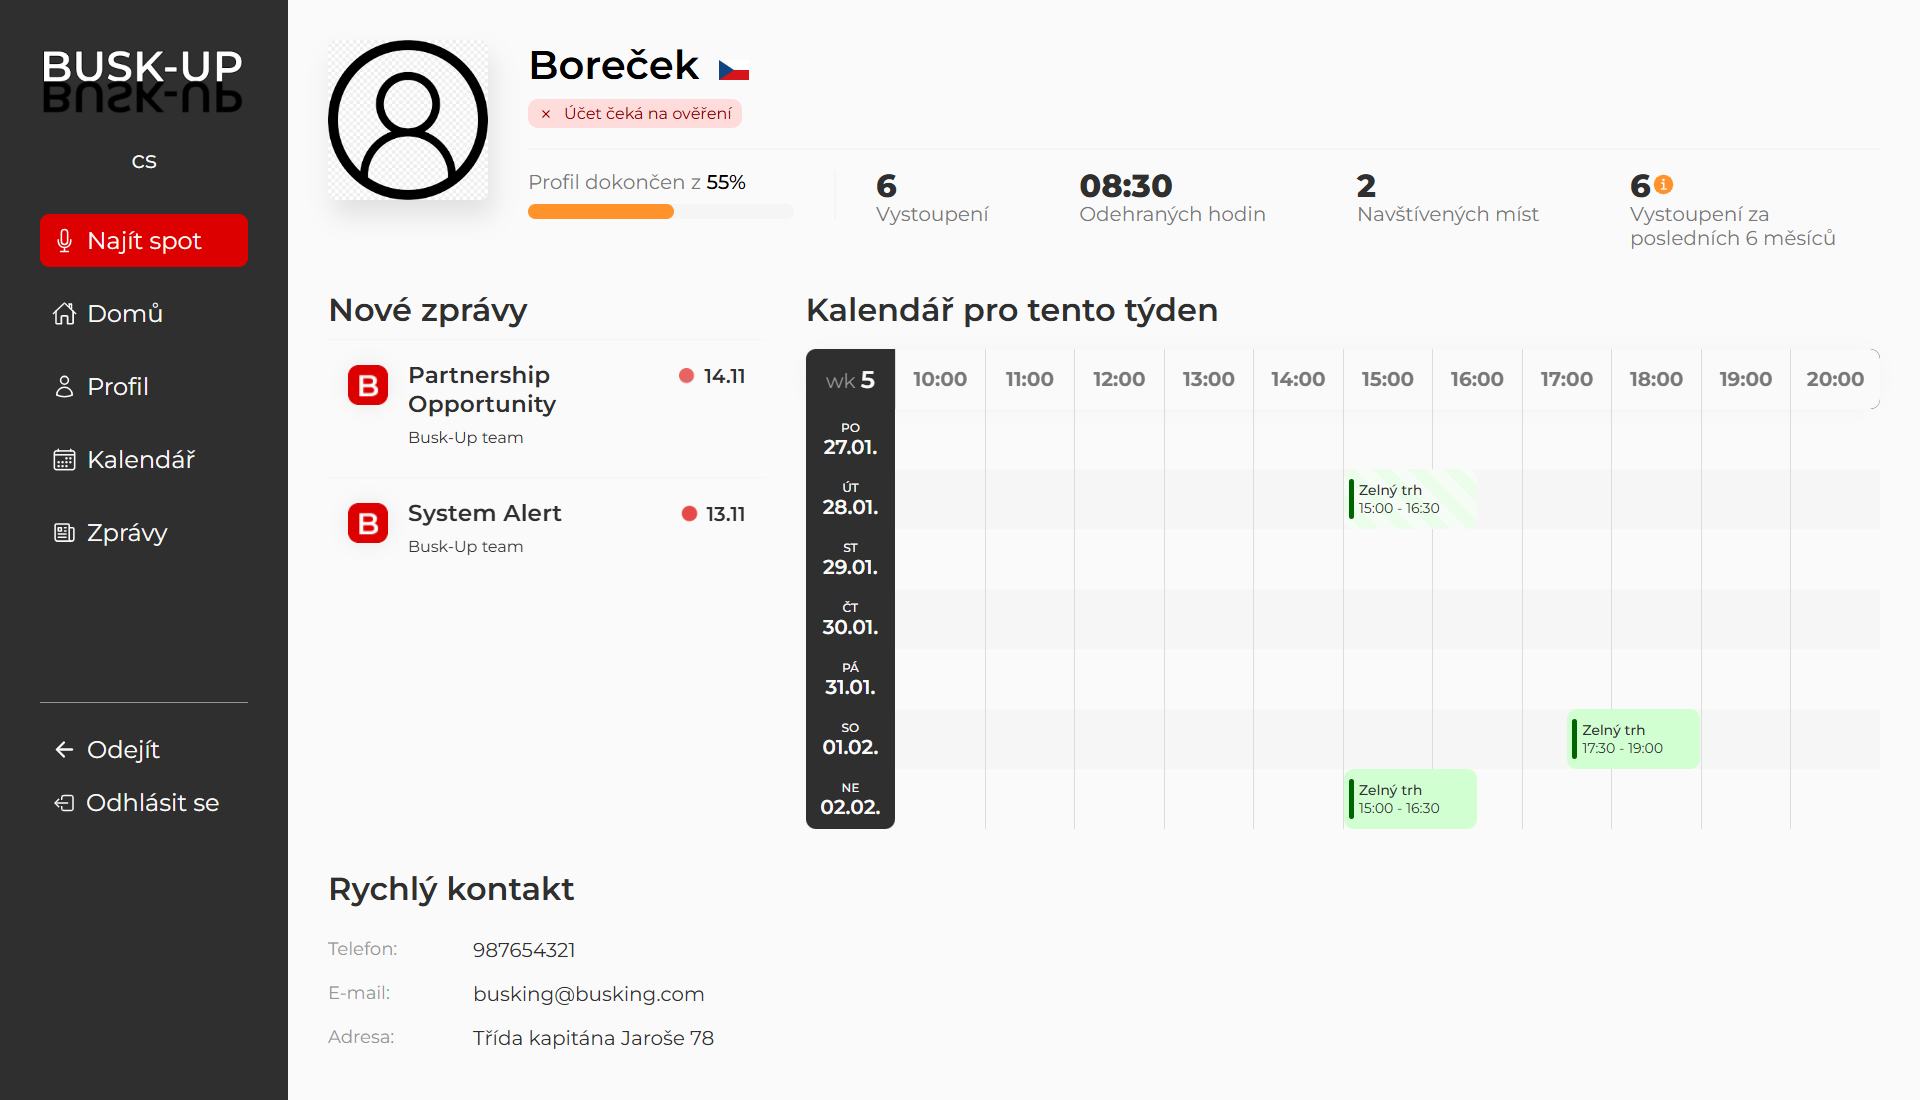 BUSK-UP
CS
Najít spot
Domů
Profil
Kalendář
Zprávy
Odejít
Odhlásit se
Boreček
× Účet čeká na ověření
Profil dokončen z 55%
6
Vystoupení
08:30
Odehraných hodin
2
Navštívených míst
6
Vystoupení za
posledních 6 měsíců
Nové zprávy
B
Partnership
Opportunity
14.11
Busk-Up team
B
System Alert
13.11
Busk-Up team
Kalendář pro tento týden
wk 5 10:00 11:00 12:00 13:00 14:00 15:00 16:00 17:00 18:00 19:00 20:00
PO
27.01.
ÚT
28.01.
Zelný trh
15:00 - 16:30
ST
29.01.
ČT
30.01.
PÁ
31.01.
SO
01.02.
Zelný trh
17:30 - 19:00
NE
02.02.
Zelný trh
15:00 - 16:30
Rychlý kontakt
Telefon: 987654321
E-mail: busking@busking.com
Adresa: Třída kapitána Jaroše 78